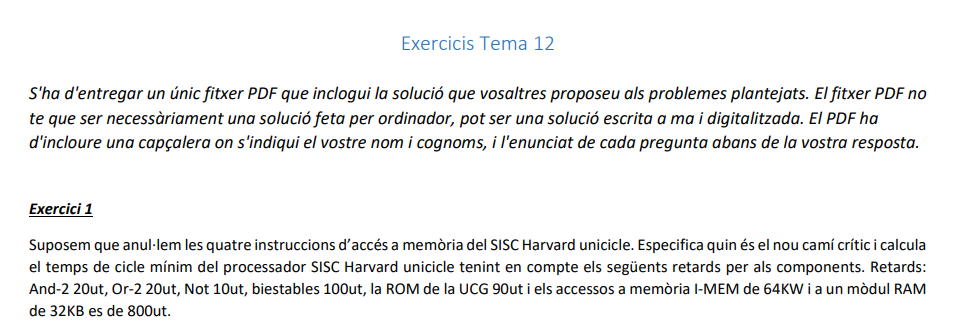 Exercicis Tema 12
S'ha d'entregar un únic fitxer PDF que inclogui la solució que vosaltres proposeu als problemes plantejats. El fitxer PDF no
te que ser necessàriament una solució feta per ordinador, pot ser una solució escrita a ma i digitalitzada. El PDF ha
d'incloure una capçalera on s'indiqui el vostre nom i cognoms, i l'enunciat de cada pregunta abans de la vostra resposta.
Exercici 1
Suposem que anul·lem les quatre instruccions d’accés a memòria del SISC Harvard unicicle. Especifica quin és el nou camí crític i calcula
el temps de cicle mínim del processador SISC Harvard unicicle tenint en compte els següents retards per als components. Retards:
And-2 20ut, Or-2 20ut, Not 10ut, biestables 100ut, la ROM de la UCG 90ut i els accessos a memòria I-MEM de 64KW i a un mòdul RAM
de 32KB es de 800ut.